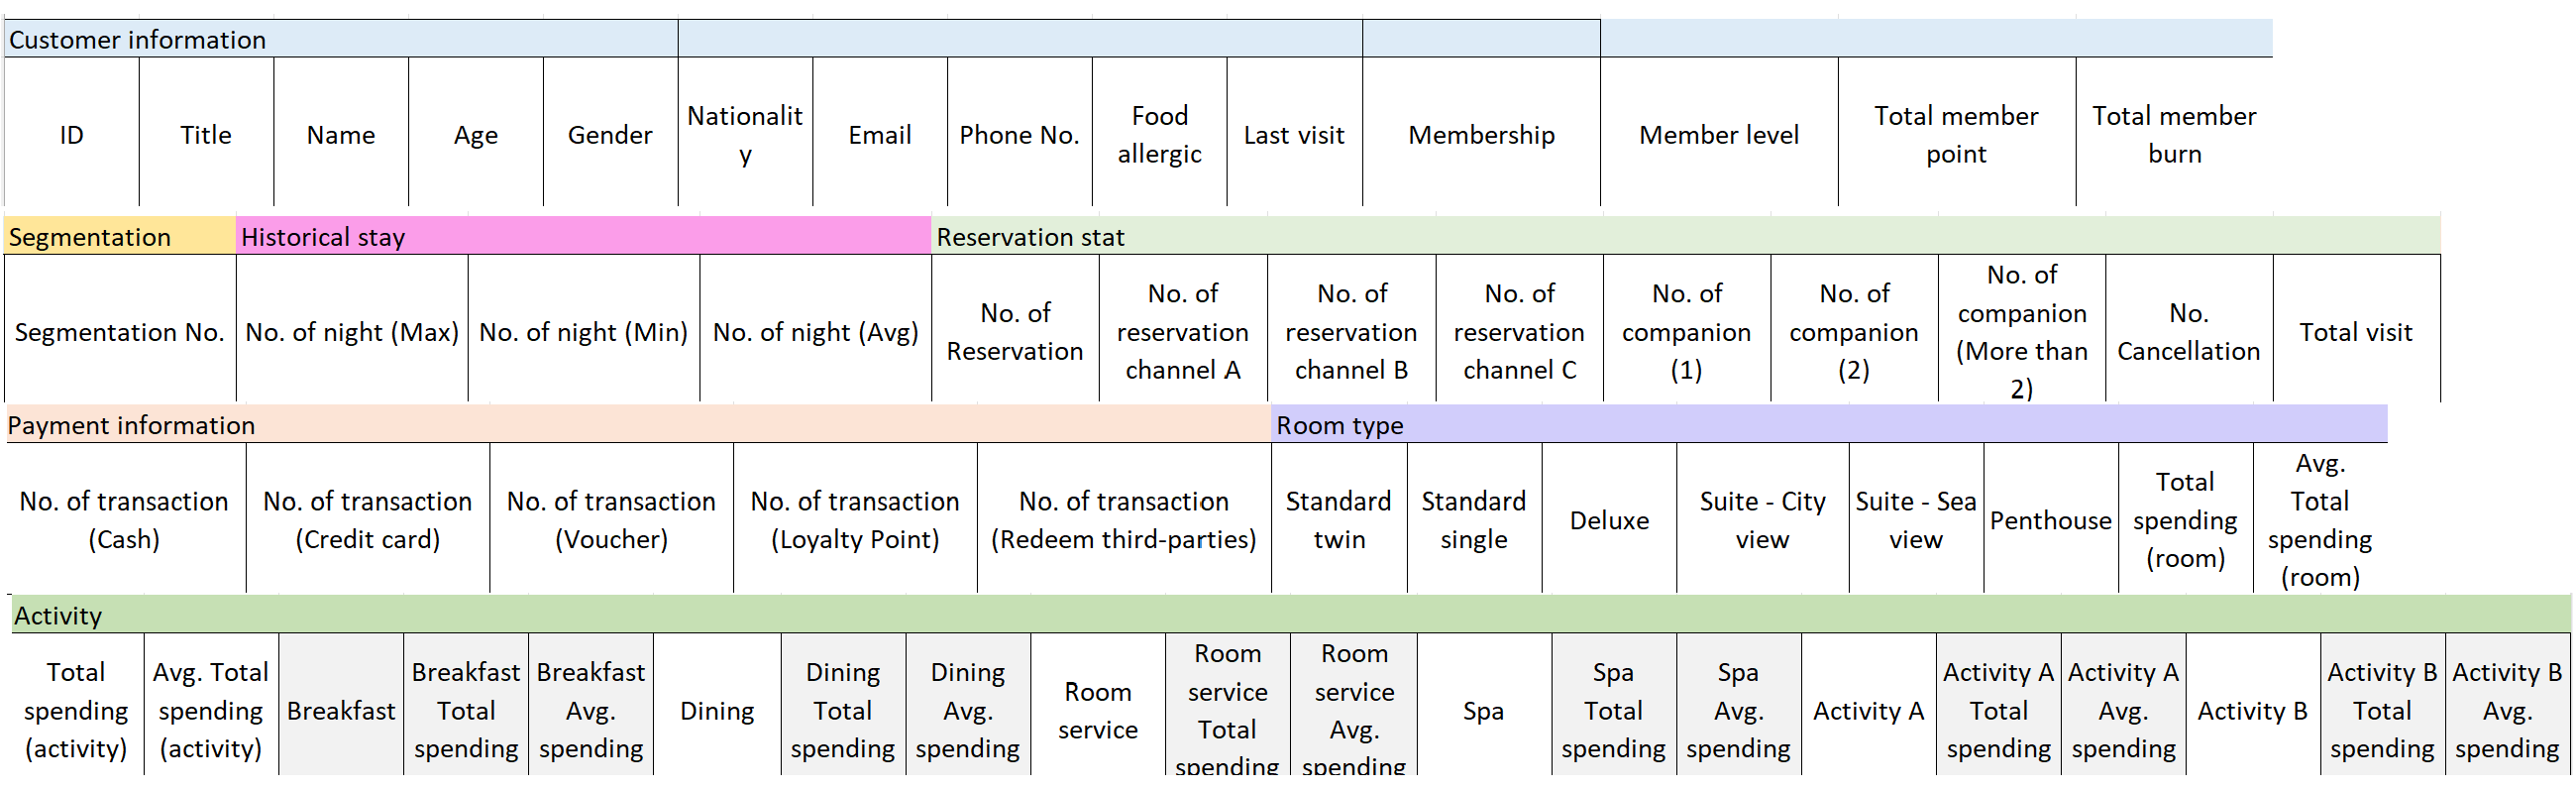 Customer information
ID
Title
Name
Age
Gender
Nationalit
y
Email
Phone No.
Food
allergic
Last visit
Membership
Member level
Total member
point
Total member
burn
Segmentation
Historical stay
Reservation stat
Segmentation No.
No. of night (Max)
No. of night (Min)
No. of night (Avg)
No. of
Reservation
No. of
reservation
channel A
No. of
reservation
channel B
No. of
reservation
channel C
No. of
companion
(1)
No. of
companion
(2)
No. of
companion
(More than
2)
No.
Cancellation
Total visit
Payment information
Room type
No. of transaction
(Cash)
No. of transaction
(Credit card)
No. of transaction
(Voucher)
No. of transaction
(Loyalty Point)
No. of transaction
(Redeem third-parties)
Standard
twin
Standard
single
Deluxe
Suite - City
view
Suite - Sea
view
Penthouse
Total
spending
(room)
Avg.
Total
spending
(room)
Activity
Total
spending
(activity)
Avg. Total
spending
(activity)
Breakfast
Breakfast
Total
spending
Breakfast
Avg.
spending
Dining
Dining
Total
spending
Dining
Avg.
spending
Room
service
Room
service
Total
spending
Room
service
Avg.
spending
Spa
Spa
Total
spending
Spa
Avg.
spending
Activity A
Activity A
Total
spending
Activity A
Avg.
spending
Activity B
Activity B
Total
spending
Activity B
Avg.
spending